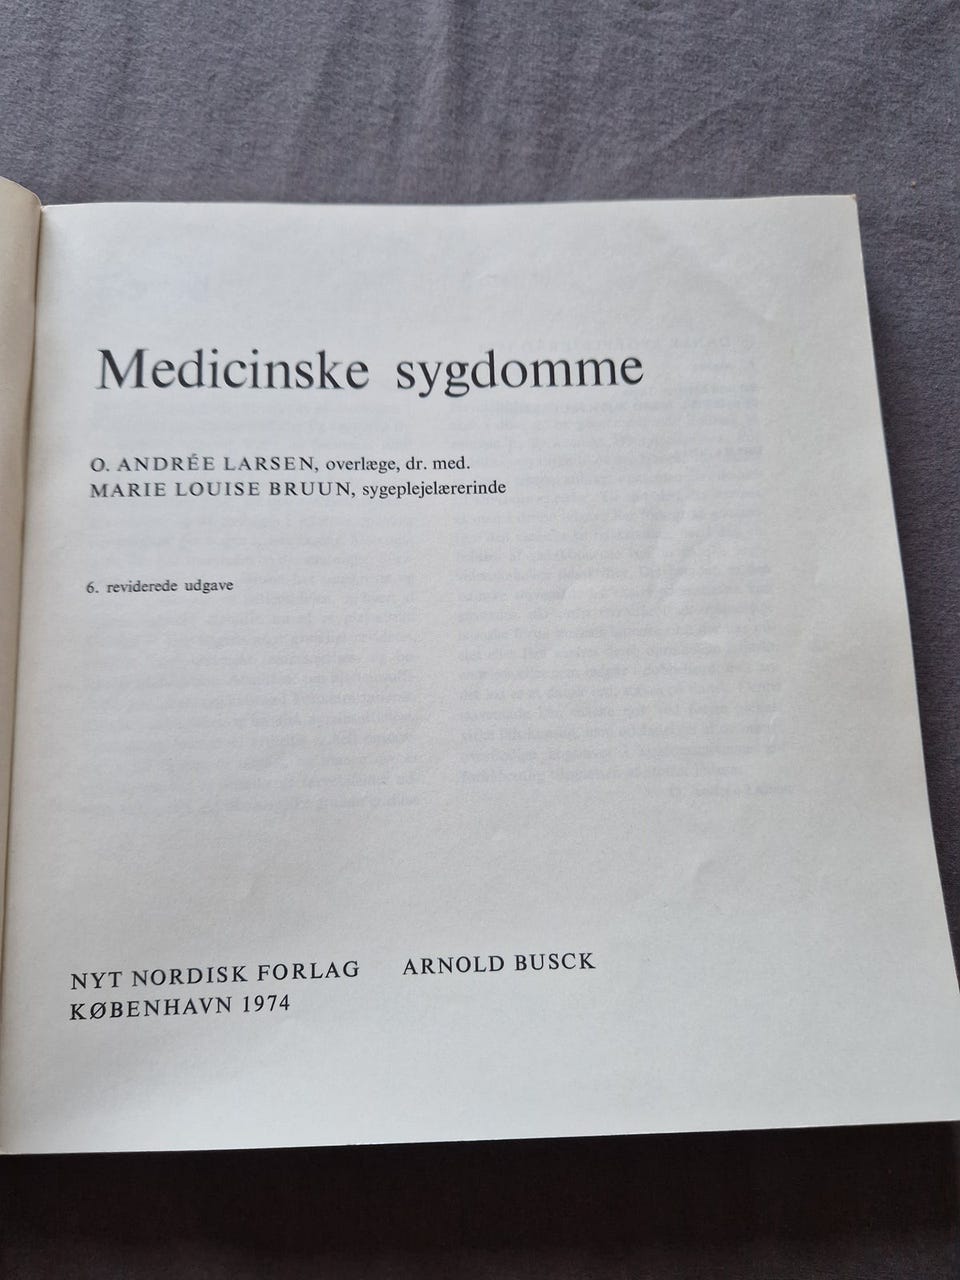 Medicinske sygdomme
O. ANDRÉE LARSEN, overlæge, dr. med.
MARIE LOUISE BRUUN, sygeplejelærerinde
6. reviderede udgave
NYT NORDISK FORLAG ARNOLD BUSCK
KØBENHAVN 1974